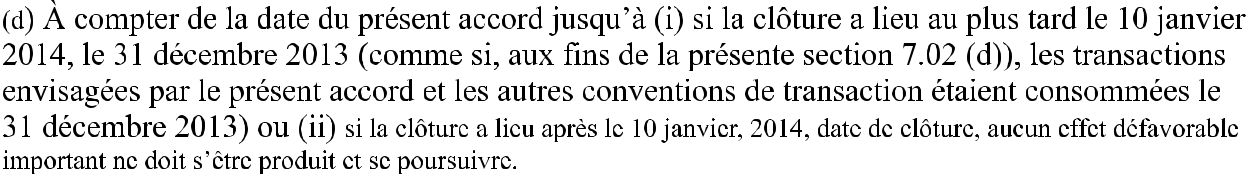 (d) À compter de la date du présent accord jusqu’à (i) si la clôture a lieu au plus tard le 10 janvier
2014, le 31 décembre 2013 (comme si, aux fins de la présente section 7.02 (d)), les transactions
envisagées par le présent accord et les autres conventions de transaction étaient consommées le
31 décembre 2013) ou (ii) si la clôture a lieu après le 10 janvier, 2014, date de clôture, aucun effet défavorable
important ne doit s’être produit et se poursuivre.